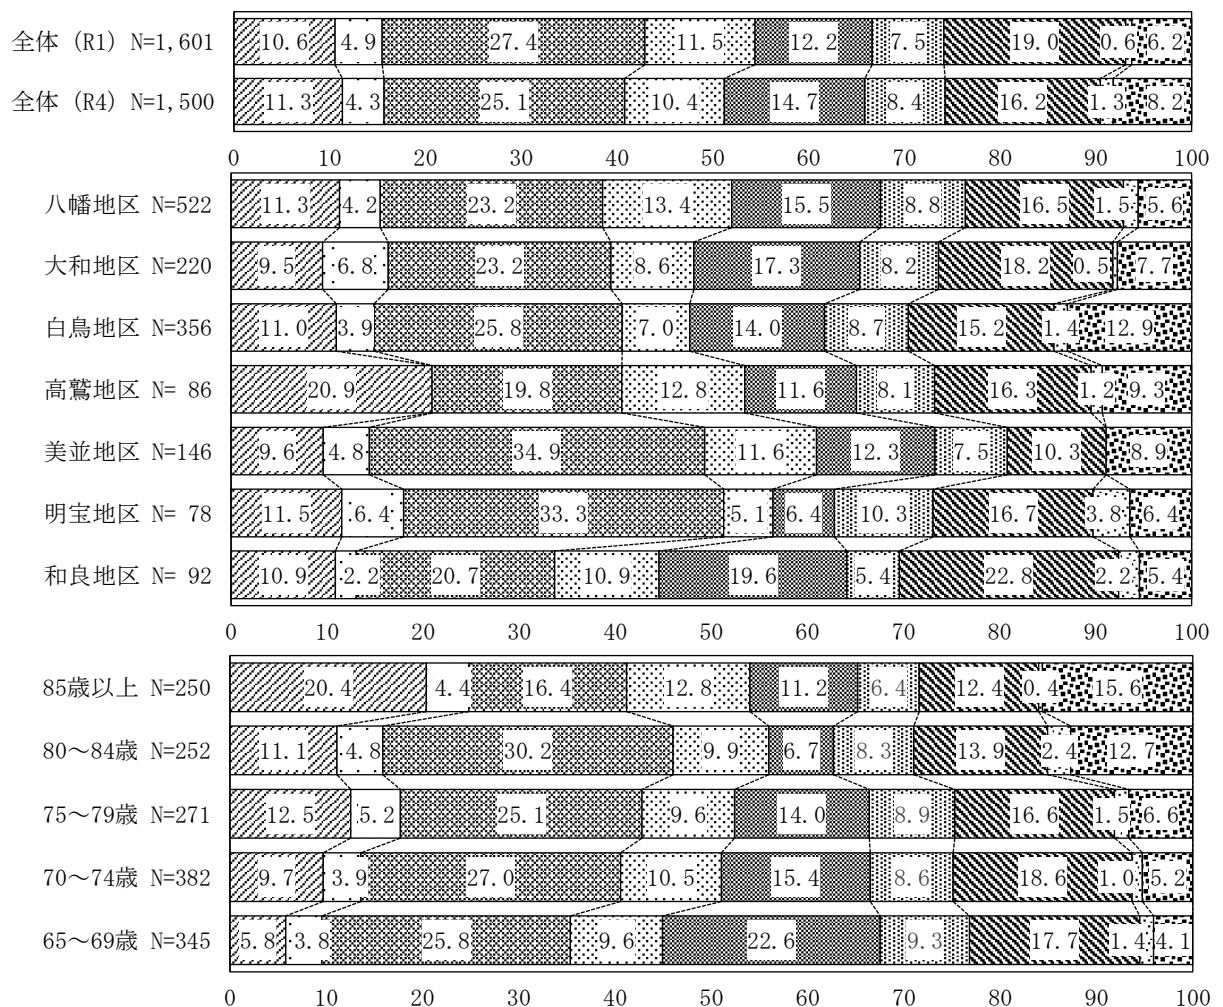 全体（R1）N=1,601 10.6 4.9 27.4 11.5 12.2 7.5 19.0 0.6 6.2
全体（R4）N=1,500 11.3 4.3 25.1 10.4 14.7 8.4 16.2 1.3 8.2
0 10 20 30 40 50 60 70 80 90 100
八幡地区 N=522 11.3 4.2 23.2 13.4 15.5 8.8 16.5 1.5 5.6
大和地区 N=220 9.5 6.8 23.2 8.6 17.3 8.2 18.2 0.5 7.7
白鳥地区 N=356 11.0 3.9 25.8 7.0 14.0 8.7 15.2 1.4 12.9
高鷲地区 N= 86 20.9 19.8 12.8 11.6 8.1 16.3 1.2 9.3
美並地区 N=146 9.6 4.8 34.9 11.6 12.3 7.5 10.3 8.9
明宝地区 N= 78 11.5 6.4 33.3 5.1 6.4 10.3 16.7 3.8 6.4
和良地区 N= 92 10.9 2.2 20.7 10.9 19.6 5.4 22.8 2.2 5.4
0 10 20 30 40 50 60 70 80 90 100
85歳以上 N=250 20.4 4.4 16.4 12.8 11.2 6.4 12.4 0.4 15.6
80～84歳 N=252 11.1 4.8 30.2 9.9 6.7 8.3 13.9 2.4 12.7
75～79歳 N=271 12.5 5.2 25.1 9.6 14.0 8.9 16.6 1.5 6.6
70～74歳 N=382 9.7 3.9 27.0 10.5 15.4 8.6 18.6 1.0 5.2
65～69歳 N=345 5.8 3.8 25.8 9.6 22.6 9.3 17.7 1.4 4.1
0 10 20 30 40 50 60 70 80 90 100